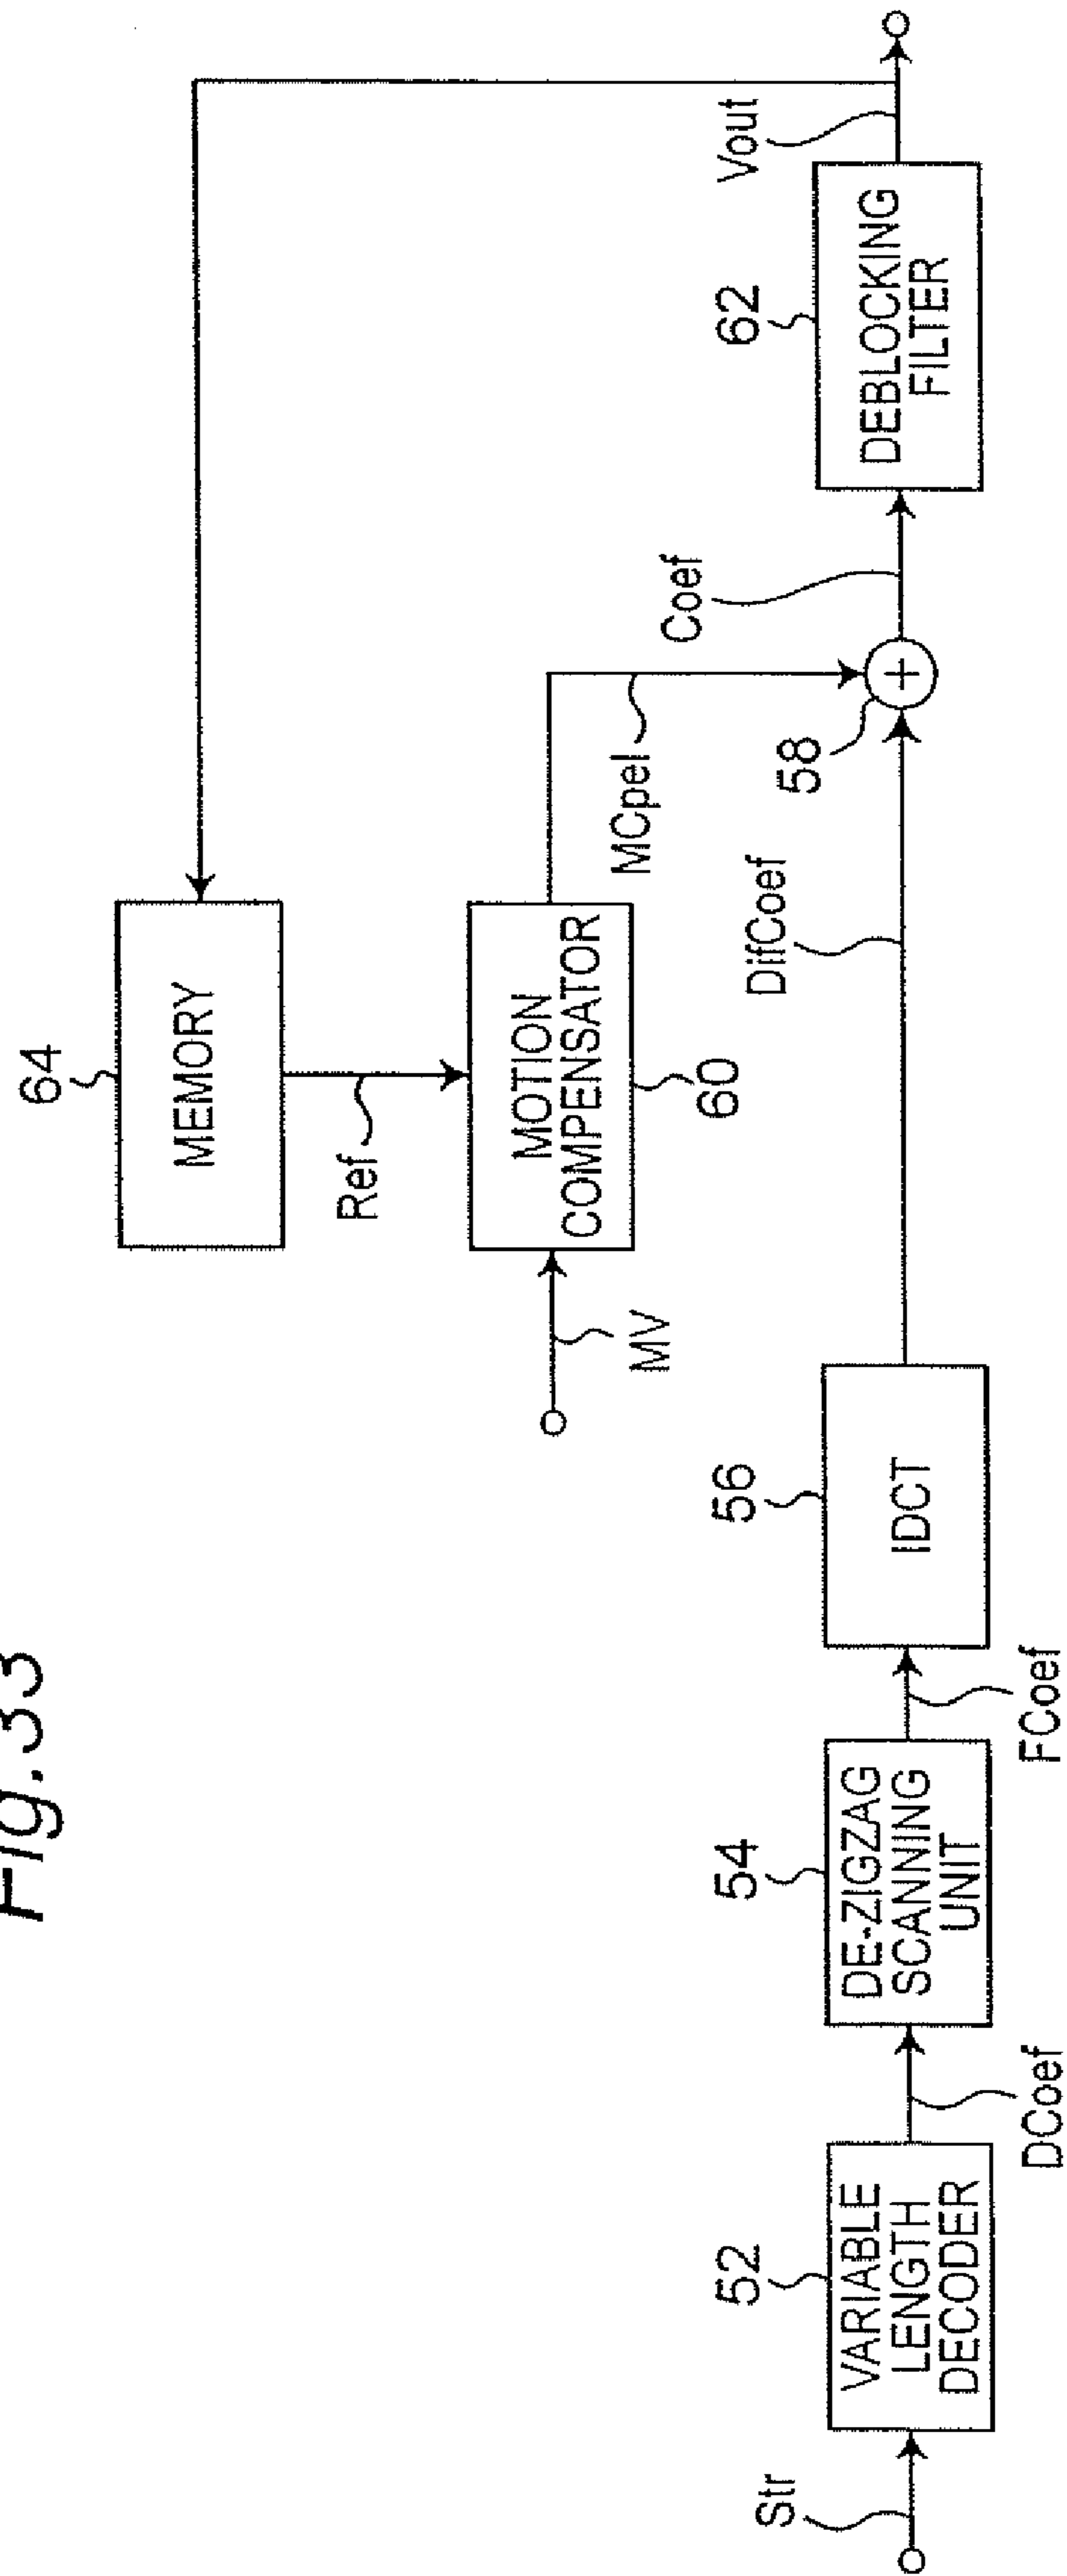 Fig. 33
64
MEMORY
Ref
MV
MOTION
COMPENSATOR
60
MCpel
Str
52
VARIABLE
LENGTH
DECODER
DCoef
54
DE-ZIGZAG
SCANNING
UNIT
FCoef
56
IDCT
DifCoef
58
+
Coef
62
DEBLOCKING
FILTER
Vout